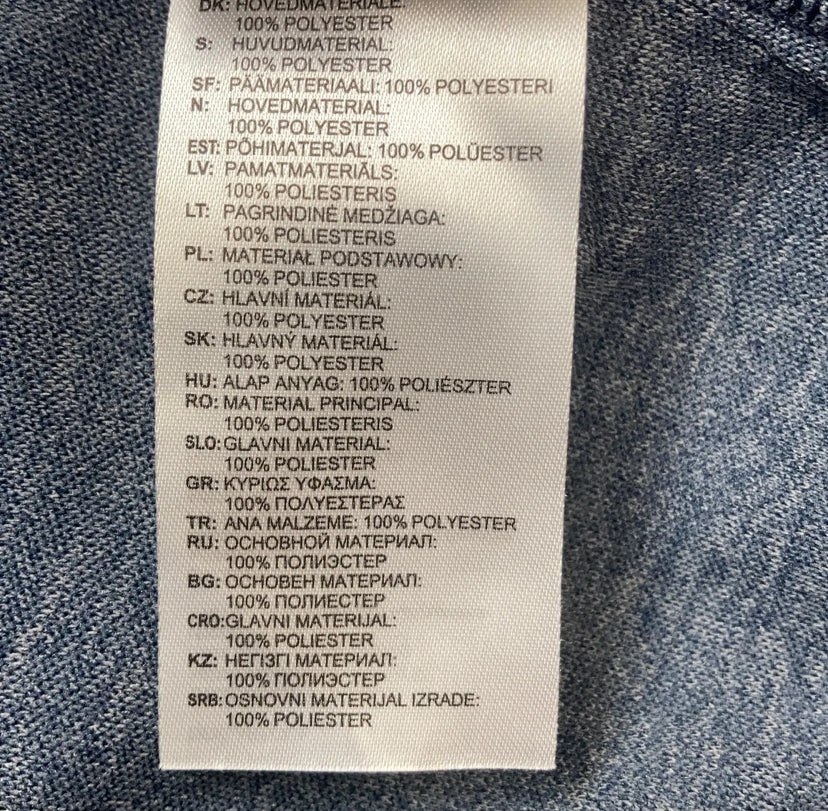 DK: HOVEDMATERIALE:
100% POLYESTER
S: HUVUDMATERIAL:
100% POLYESTER
SF: PÄÄMATERIAALI: 100% POLYESTERI
N: HOVEDMATERIAL:
100% POLYESTER
EST: PÕHIMATERJAL: 100% POLÜESTER
LV: PAMATMATERIĀLS:
100% POLIESTERIS
LT: PAGRINDINĖ MEDŽIAGA:
100% POLIESTERIS
PL: MATERIAŁ PODSTAWOWY:
100% POLIESTER
CZ: HLAVNÍ MATERIÁL:
100% POLYESTER
SK: HLAVNÝ MATERIÁL:
100% POLYESTER
HU: ALAP ANYAG: 100% POLIÉSZTER
RO: MATERIAL PRINCIPAL:
100% POLIESTERIS
SLO: GLAVNI MATERIAL:
100% POLIESTER
GR: ΚΥΡΙΩΣ ΥΦΑΣΜΑ:
100% ΠΟΛΥΕΣΤΕΡΑΣ
TR: ANA MALZEME: 100% POLYESTER
RU: ОСНОВНОЙ МАТЕРИАЛ:
100% ПОЛИЭСТЕР
BG: ОСНОВЕН МАТЕРИАЛ:
100% ПОЛИЕСТЕР
CRO: GLAVNI MATERIJAL:
100% POLIESTER
KZ: НЕГІЗГІ МАТЕРИАЛ:
100% ПОЛИЭСТЕР
SRB: OSNOVNI MATERIJAL IZRADE:
100% POLIESTER